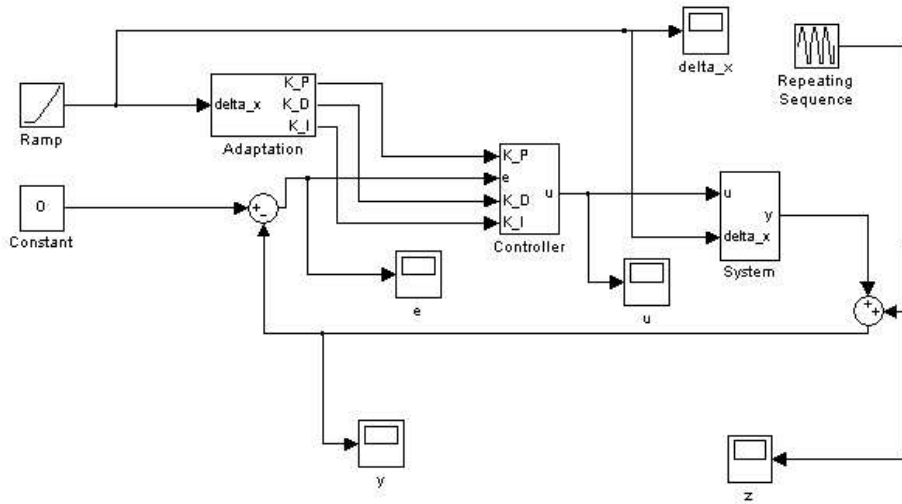 delta_x
Repeating
Sequence
Ramp
delta_x
K_P
K_D
K_I
Adaptation
0
Constant
+
-
K_P
e
K_D
K_I
u
Controller
u
delta_x
y
System
e
u
+
+
y
z